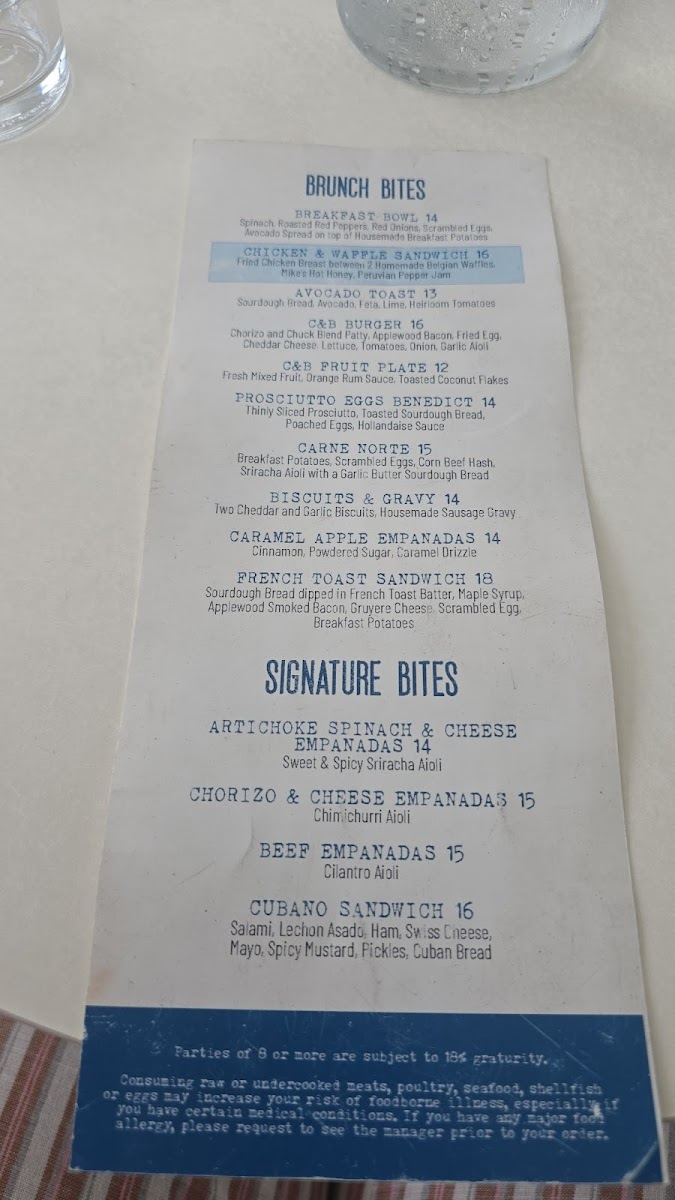 BRUNCH BITES
BREAKFAST BOWL 14
Spinach, Roasted Red Peppers, Red Onions, Scrambled Eggs,
Avocado Spread on top of Housemade Breakfast Potatoes
CHICKEN & WAFFLE SANDWICH 16
Fried Chicken Breast between 2 Homemade Belgian Waffles,
Mike's Hot Honey, Peruvian Pepper Jam
AVOCADO TOAST 13
Sourdough Bread, Avocado, Feta, Lime, Heirloom Tomatoes
C&B BURGER 16
Chorizo and Chuck Blend Patty, Applewood Bacon, Fried Egg,
Cheddar Cheese, Lettuce, Tomatoes, Onion, Garlic Aioli
C&B FRUIT PLATE 12
Fresh Mixed Fruit, Orange Rum Sauce, Toasted Coconut Flakes
PROSCIUTTO EGGS BENEDICT 14
Thinly Sliced Prosciutto, Toasted Sourdough Bread,
Poached Eggs, Hollandaise Sauce
CARNE NORTE 15
Breakfast Potatoes, Scrambled Eggs, Corn Beef Hash,
Sriracha Aioli with a Garlic Butter Sourdough Bread
BISCUITS & GRAVY 14
Two Cheddar and Garlic Biscuits, Housemade Sausage Gravy
CARAMEL APPLE EMPANADAS 14
Cinnamon, Powdered Sugar, Caramel Drizzle
FRENCH TOAST SANDWICH 18
Sourdough Bread dipped in French Toast Batter, Maple Syrup,
Applewood Smoked Bacon, Gruyere Cheese, Scrambled Egg,
Breakfast Potatoes
SIGNATURE BITES
ARTICHOKE SPINACH & CHEESE
EMPANADAS 14
Sweet & Spicy Sriracha Aioli
CHORIZO & CHEESE EMPANADAS 15
Chimichurri Aioli
BEEF EMPANADAS 15
Cilantro Aioli
CUBANO SANDWICH 16
Salami, Lechon Asado, Ham, Swiss Cheese,
Mayo, Spicy Mustard, Pickles, Cuban Bread
Parties of 8 or more are subject to 18% graturity.
Consuming raw or undercooked meats, poultry, seafood, shellfish
or eggs may increase your risk of foodborne illness, especially if
you have certain medical conditions. If you have any major food
allergy, please request to see the manager prior to your order.